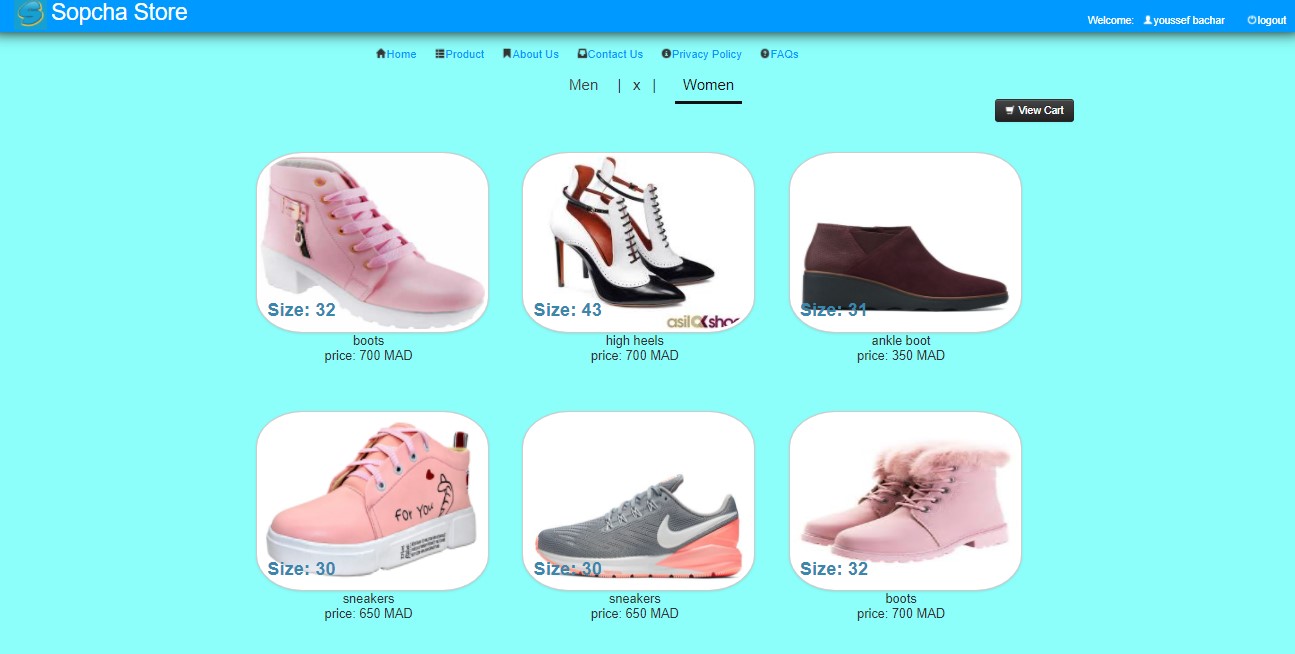 Sopcha Store
Welcome: youssef bachar logout
Home Product About Us Contact Us Privacy Policy FAQs
Men | x | Women
View Cart
Size: 32
Size: 43
asil shoe
Size: 31
boots
price: 700 MAD
high heels
price: 700 MAD
ankle boot
price: 350 MAD
For You
Size: 30
Size: 30
Size: 32
sneakers
price: 650 MAD
sneakers
price: 650 MAD
boots
price: 700 MAD